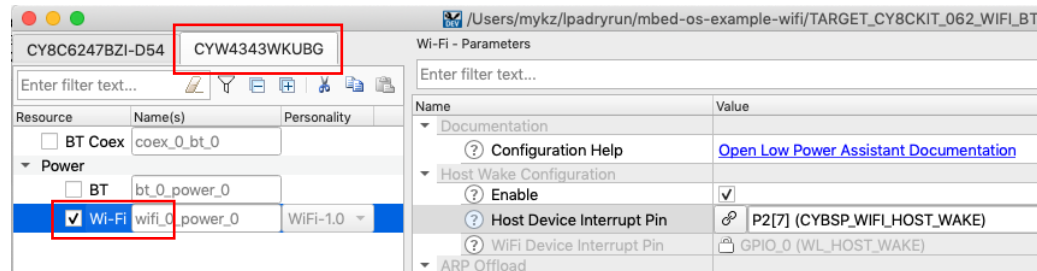 DEV /Users/mykz/lpadryrun/mbed-os-example-wifi/TARGET_CY8CKIT_062_WIFI_BT
CY8C6247BZI-D54 CYW4343WKUBG
Enter filter text...
Resource Name(s) Personality
BT Coex coex_0_bt_0
Power
BT bt_0_power_0
Wi-Fi wifi_0_power_0 WiFi-1.0
Wi-Fi - Parameters
Enter filter text...
Name Value
Documentation
? Configuration Help Open Low Power Assistant Documentation
Host Wake Configuration
? Enable
? Host Device Interrupt Pin P2[7] (CYBSP_WIFI_HOST_WAKE)
? WiFi Device Interrupt Pin GPIO_0 (WL_HOST_WAKE)
ARP Offload